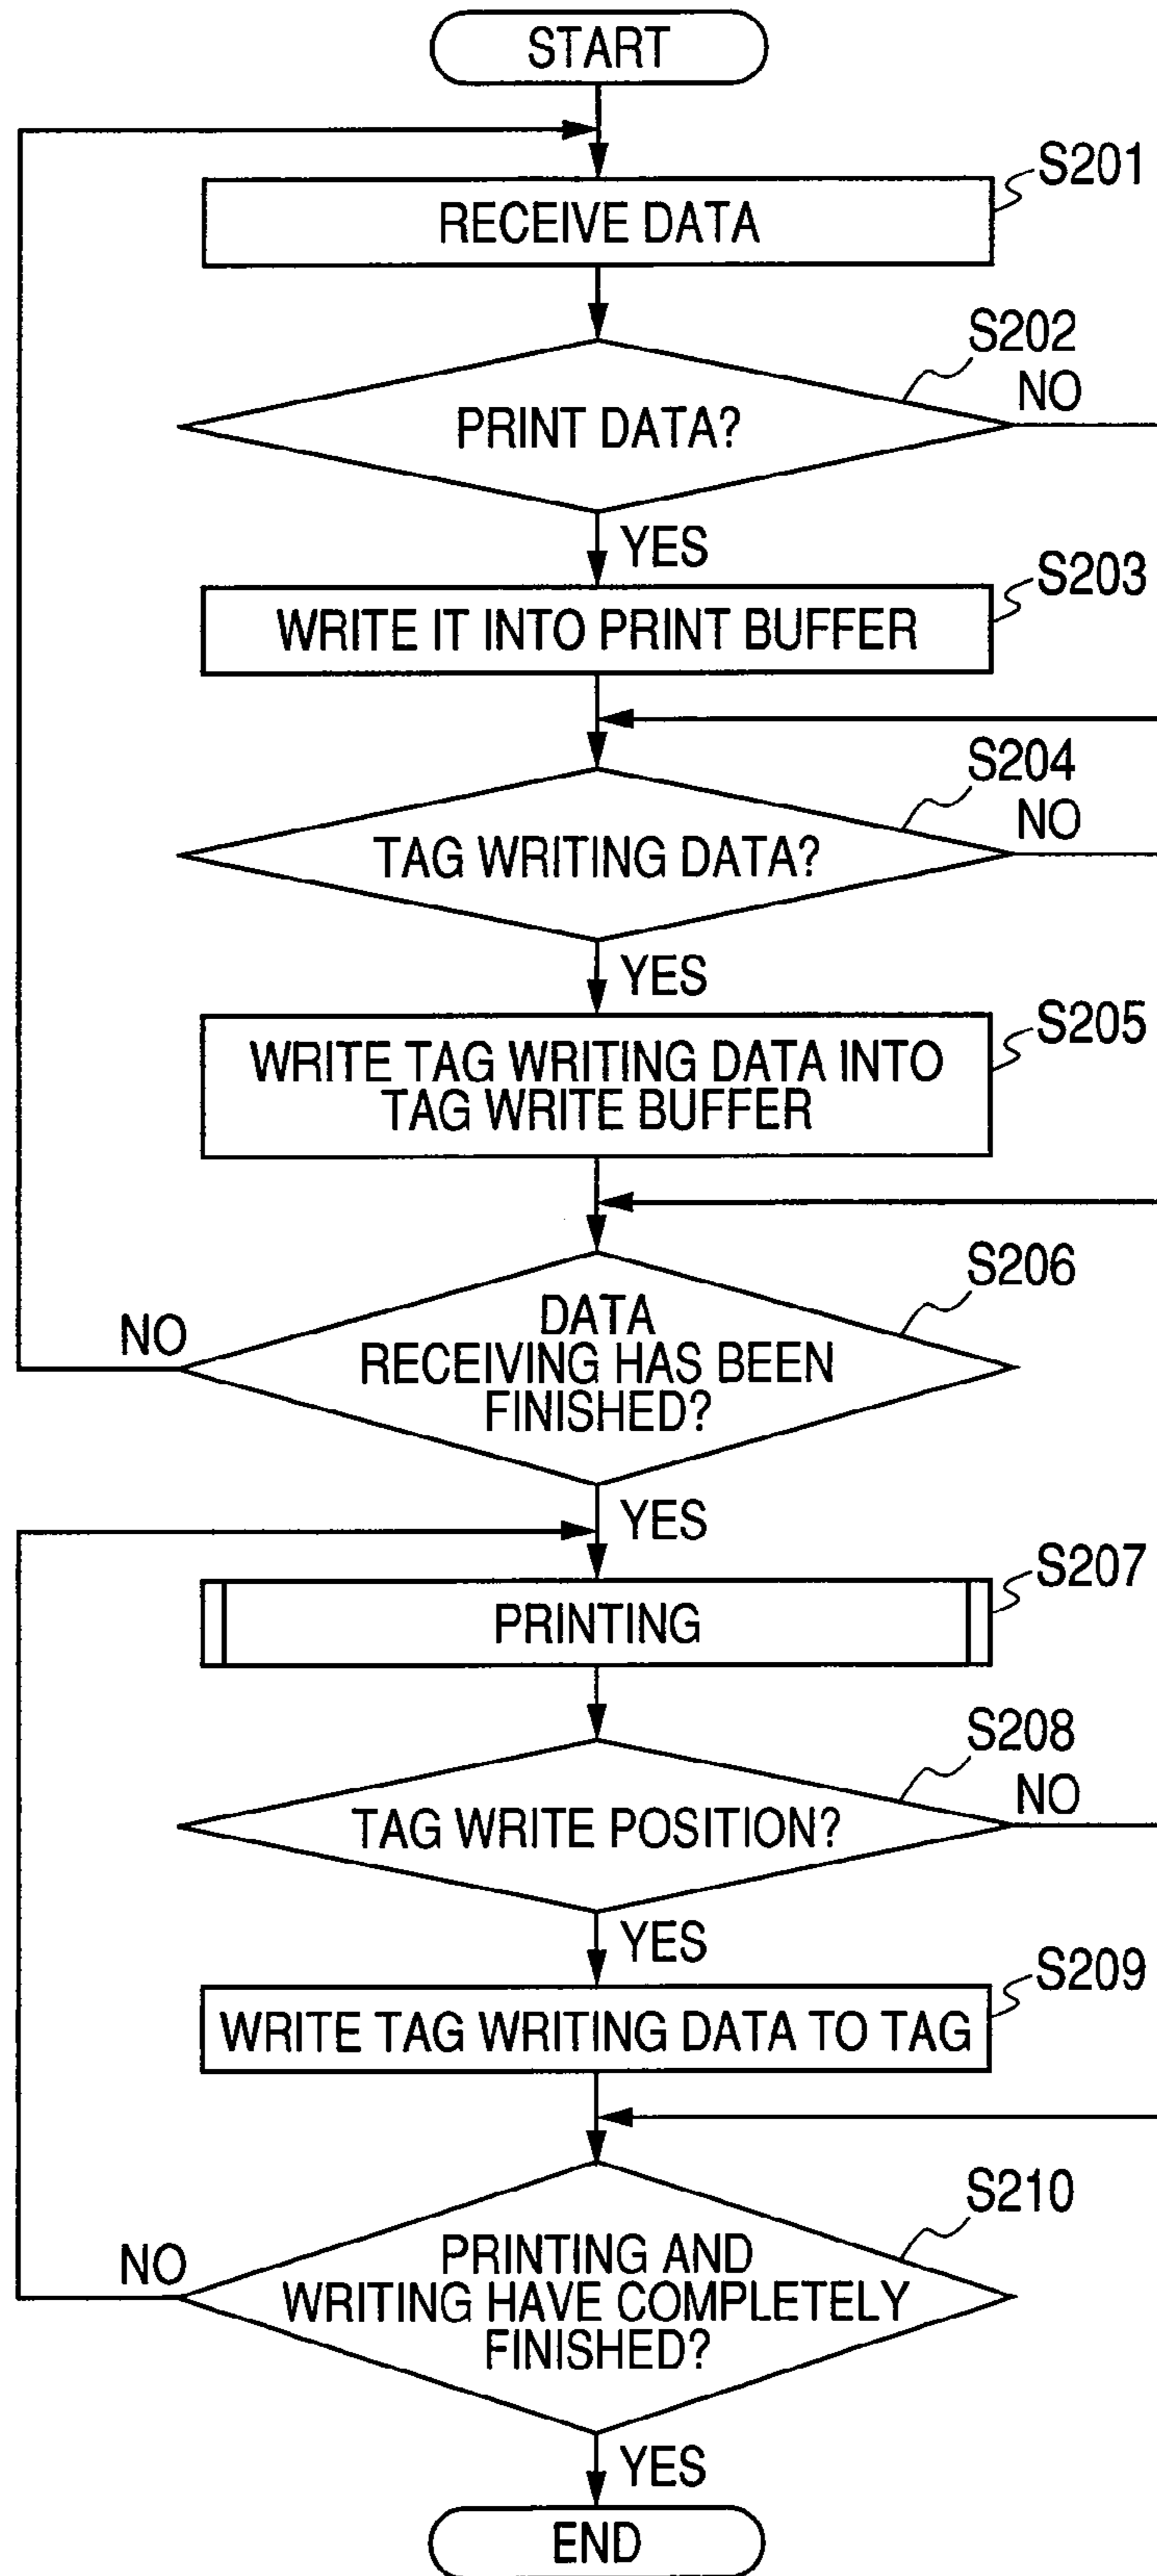 START
S201
RECEIVE DATA
S202
NO
PRINT DATA?
YES
S203
WRITE IT INTO PRINT BUFFER
S204
NO
TAG WRITING DATA?
YES
S205
WRITE TAG WRITING DATA INTO
TAG WRITE BUFFER
S206
NO
DATA
RECEIVING HAS BEEN
FINISHED?
YES
S207
PRINTING
S208
NO
TAG WRITE POSITION?
YES
S209
WRITE TAG WRITING DATA TO TAG
S210
NO
PRINTING AND
WRITING HAVE COMPLETELY
FINISHED?
YES
END